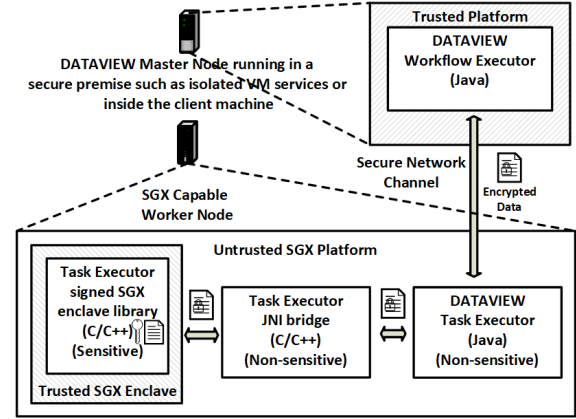 Trusted Platform
DATAVIEW
Workflow Executor
(Java)
DATAVIEW Master Node running in a
secure premise such as isolated VM services or
inside the client machine
Secure Network
Channel
Encrypted
Data
SGX Capable
Worker Node
Untrusted SGX Platform
Task Executor
signed SGX
enclave library
(C/C++)
(Sensitive)
Trusted SGX Enclave
Task Executor
JNI bridge
(C/C++)
(Non-sensitive)
DATAVIEW
Task Executor
(Java)
(Non-sensitive)